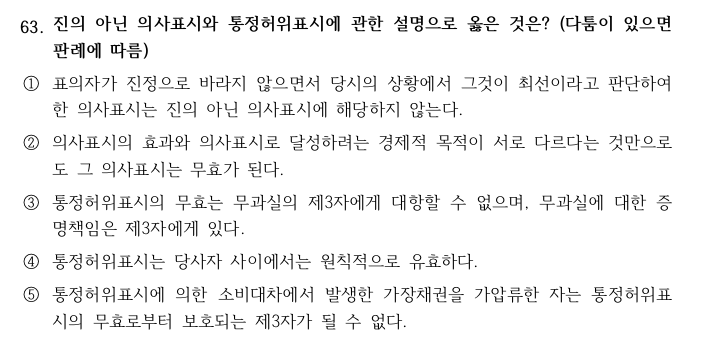 63. 진의 아닌 의사표시와 통정허위표시에 관한 설명으로 옳은 것은? (다툼이 있으면
판례에 따름)
① 표의자가 진정으로 바라지 않으면서 당시의 상황에서 그것이 최선이라고 판단하여
한 의사표시는 진의 아닌 의사표시에 해당하지 않는다.
② 의사표시의 효과와 의사표시로 달성하려는 경제적 목적이 서로 다르다는 것만으로
도 그 의사표시는 무효가 된다.
③ 통정허위표시의 무효는 무과실의 제3자에게 대항할 수 없으며, 무과실에 대한 증
명책임은 제3자에게 있다.
④ 통정허위표시는 당사자 사이에서는 원칙적으로 유효하다.
⑤ 통정허위표시에 의한 소비대차에서 발생한 가장채권을 가압류한 자는 통정허위표
시의 무효로부터 보호되는 제3자가 될 수 없다.